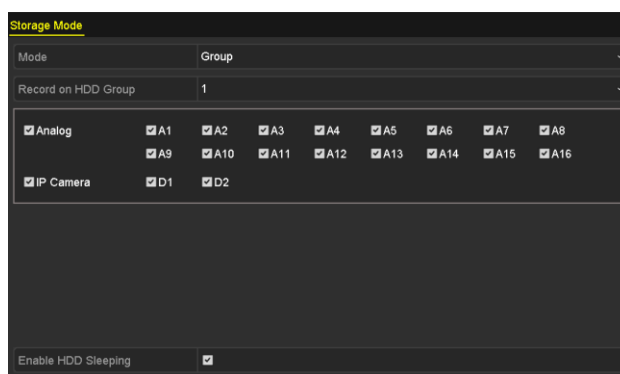 Storage Mode
Mode Group
Record on HDD Group 1
Analog A1 A2 A3 A4 A5 A6 A7 A8
A9 A10 A11 A12 A13 A14 A15 A16
IP Camera D1 D2
Enable HDD Sleeping